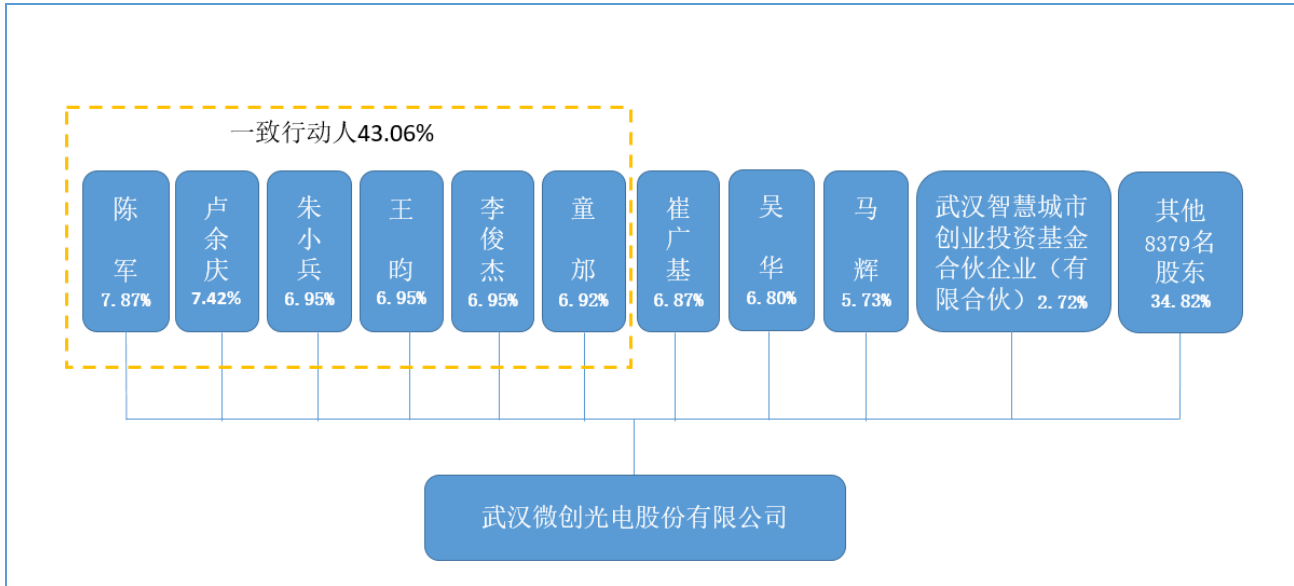 一致行动人43.06%
陈军
7.87%
卢余庆
7.42%
朱小兵
6.95%
王昀
6.95%
李俊杰
6.95%
童邡
6.92%
崔广基
6.87%
吴华
6.80%
马辉
5.73%
武汉智慧城市
创业投资基金
合伙企业（有
限合伙）2.72%
其他
8379名
股东
34.82%
武汉微创光电股份有限公司